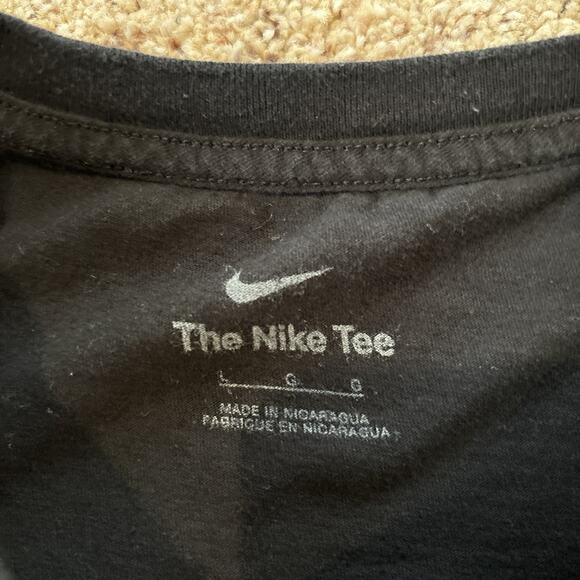 The Nike Tee
L G G
MADE IN NICARAGUA
FABRIQUE EN NICARAGUA